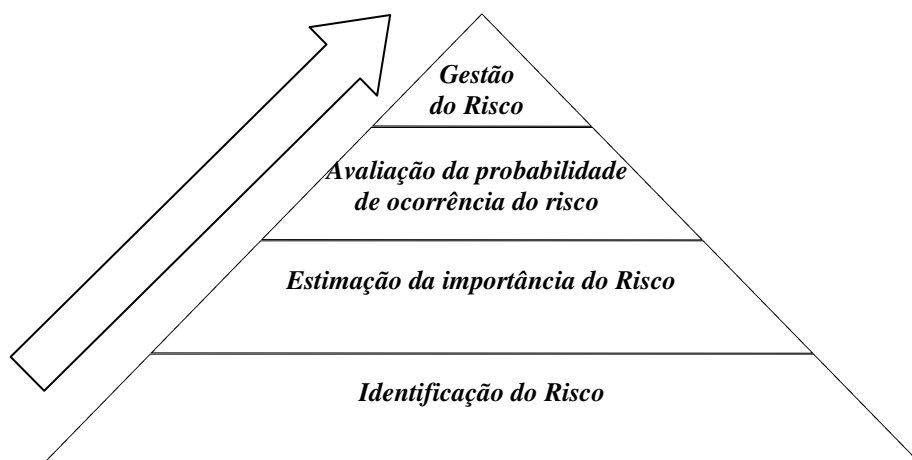 Gestão
do Risco
Avaliação da probabilidade
de ocorrência do risco
Estimação da importância do Risco
Identificação do Risco